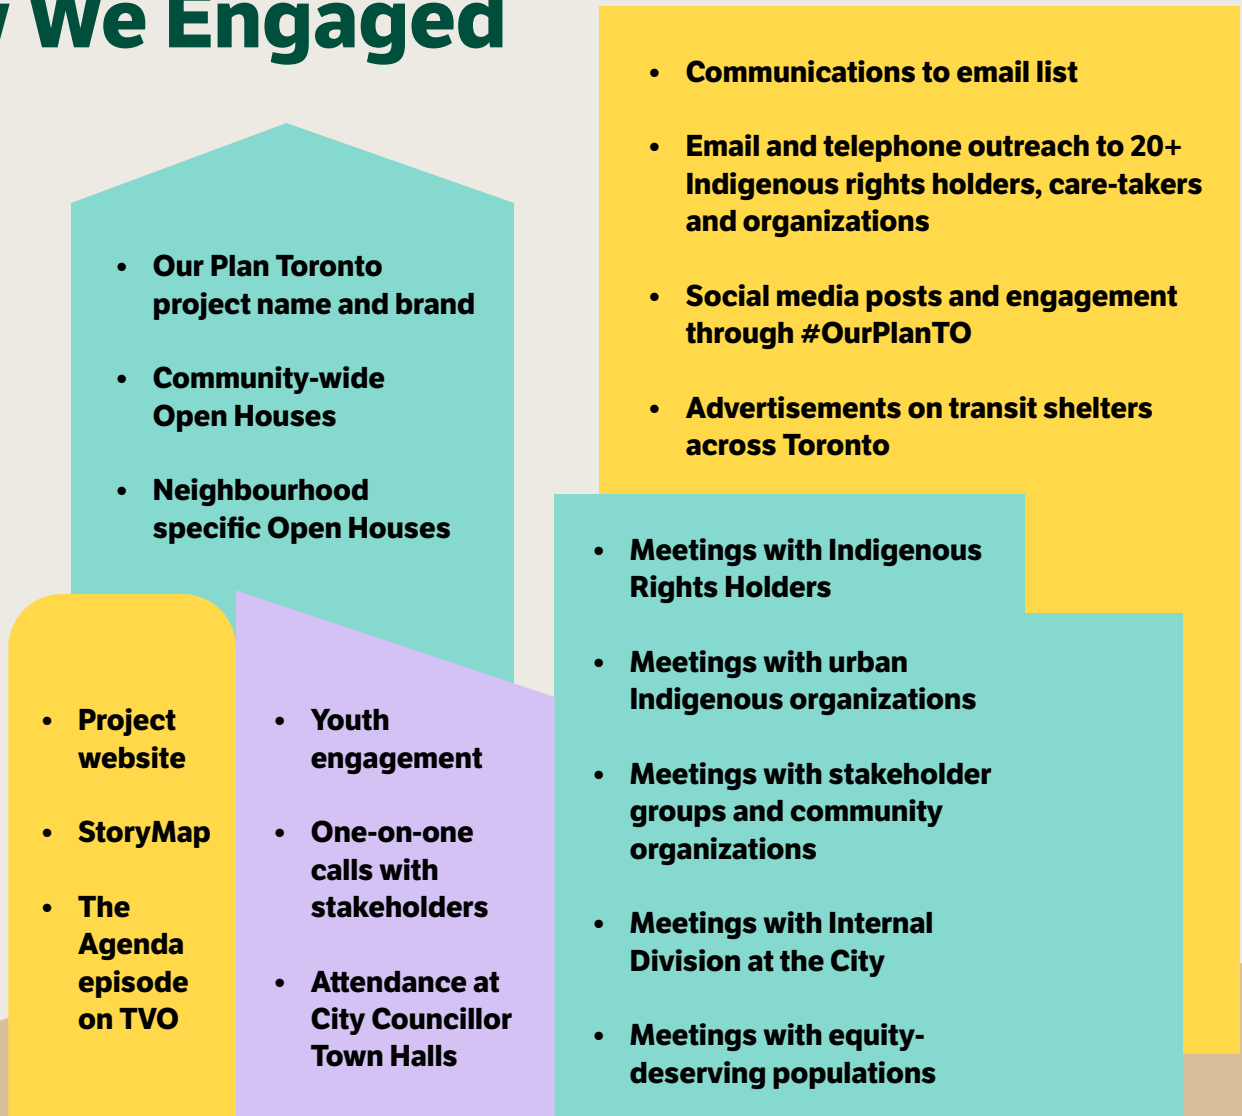 We Engaged
• Our Plan Toronto
project name and brand
• Community-wide
Open Houses
• Neighbourhood
specific Open Houses
• Communications to email list
• Email and telephone outreach to 20+
Indigenous rights holders, care-takers
and organizations
• Social media posts and engagement
through #OurPlanTO
• Advertisements on transit shelters
across Toronto
• Project
website
• StoryMap
• The
Agenda
episode
on TVO
• Youth
engagement
• One-on-one
calls with
stakeholders
• Attendance at
City Councillor
Town Halls
• Meetings with Indigenous
Rights Holders
• Meetings with urban
Indigenous organizations
• Meetings with stakeholder
groups and community
organizations
• Meetings with Internal
Division at the City
• Meetings with equity-
deserving populations